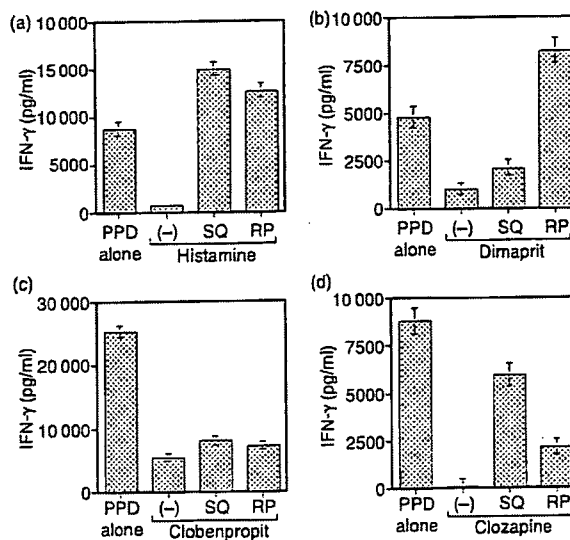 (a)
10 000
15 000
10 000
5000
0
IFN-γ (pg/ml)
PPD
alone
(–) SQ RP
Histamine
(b)
10 000
7500
5000
2500
0
IFN-γ (pg/ml)
PPD
alone
(–) SQ RP
Dimaprit
(c)
30 000
20 000
10 000
0
IFN-γ (pg/ml)
PPD
alone
(–) SQ RP
Clobenpropit
(d)
10 000
7500
5000
2500
0
IFN-γ (pg/ml)
PPD
alone
(–) SQ RP
Clozapine